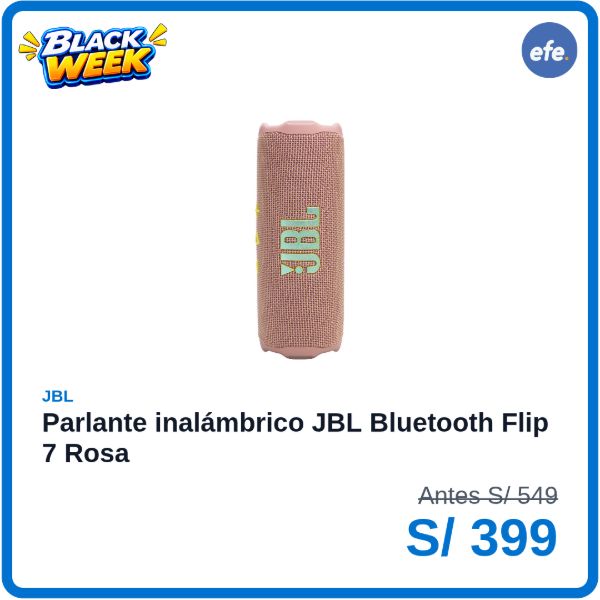 BLACK
WEEK
efe.
JBL
JBL
Parlante inalámbrico JBL Bluetooth Flip
7 Rosa
Antes S/ 549
S/ 399